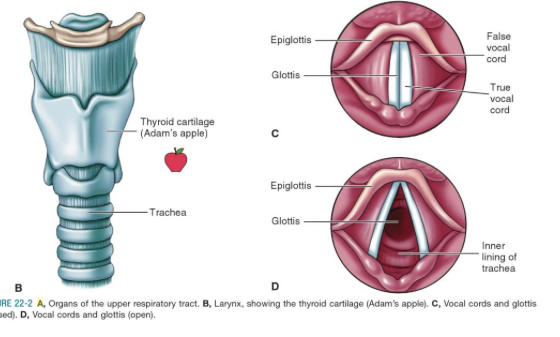 Thyroid cartilage
(Adam's apple)
Trachea
B
Epiglottis
False
vocal
cord
Glottis
True
vocal
cord
C
Epiglottis
Glottis
Inner
lining of
trachea
D
URE 22-2 A, Organs of the upper respiratory tract. B, Larynx, showing the thyroid cartilage (Adam's apple). C, Vocal cords and glottis
sed). D, Vocal cords and glottis (open).